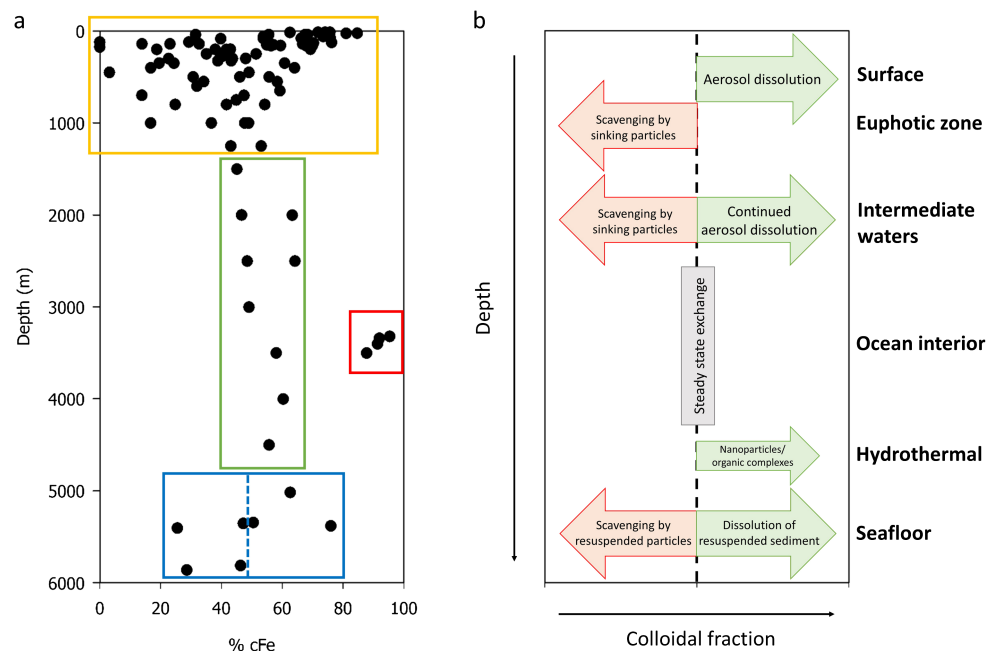 a
0
1000
2000
3000
4000
5000
6000
Depth (m)
0
20
40
60
80
100
% cFe
b
Depth
Aerosol dissolution
Surface
Scavenging by
sinking particles
Euphotic zone
Scavenging by
sinking particles
Continued
aerosol dissolution
Intermediate
waters
Steady state exchange
Ocean interior
Nanoparticles/
organic complexes
Hydrothermal
Scavenging by
resuspended particles
Dissolution of
resuspended sediment
Seafloor
Colloidal fraction